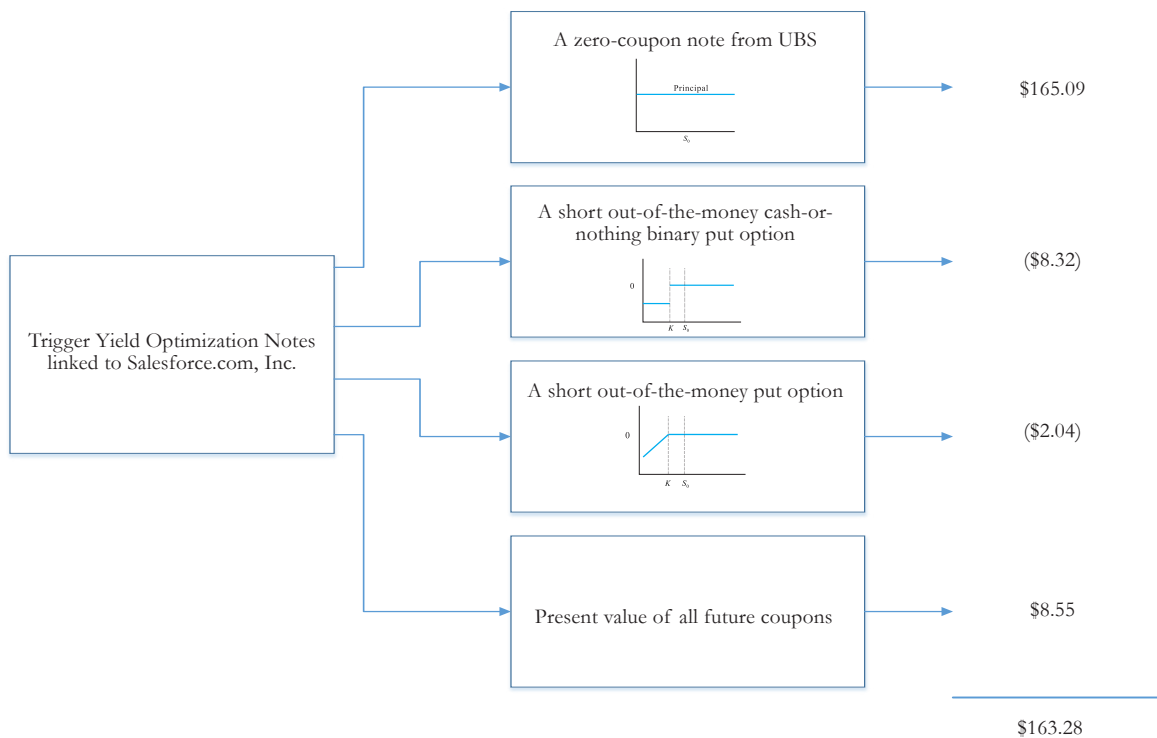 A zero-coupon note from UBS
Principal
S0
$165.09
A short out-of-the-money cash-or-
nothing binary put option
0
K S0
($8.32)
Trigger Yield Optimization Notes
linked to Salesforce.com, Inc.
A short out-of-the-money put option
0
K S0
($2.04)
Present value of all future coupons
$8.55
$163.28